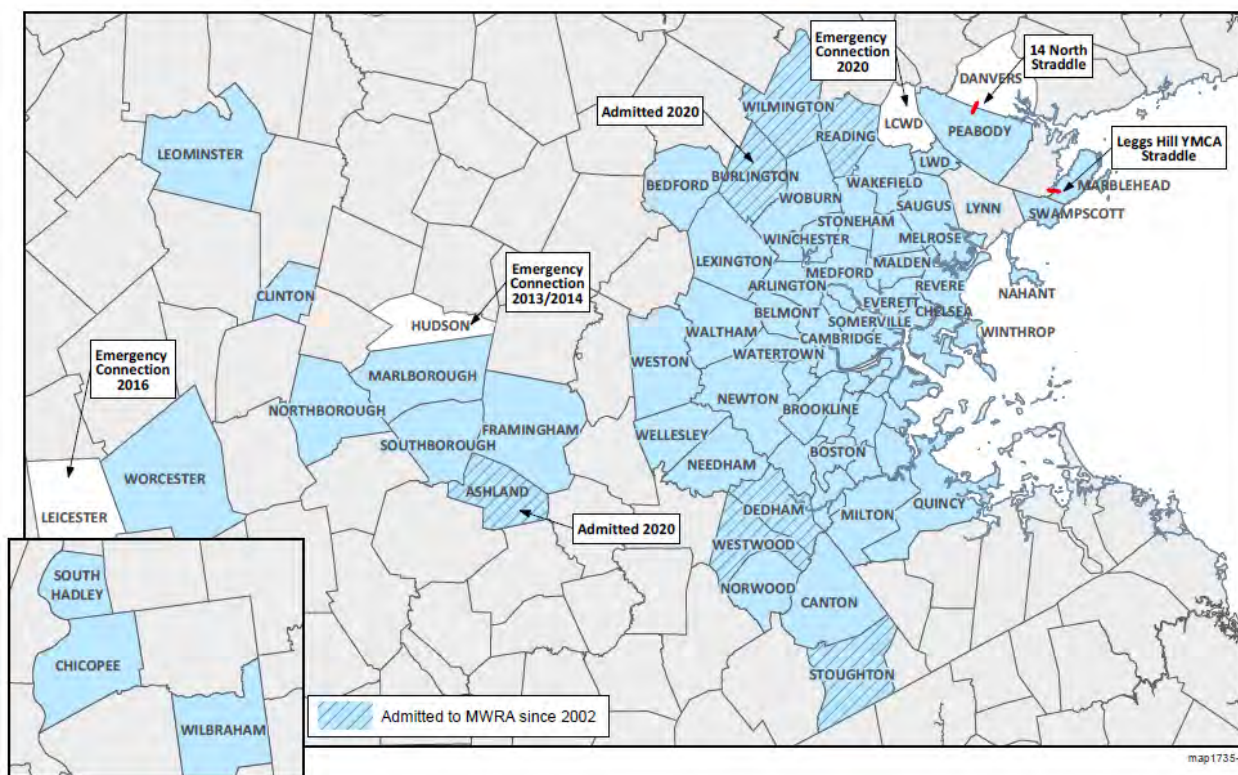 Emergency
Connection
2020
14 North
Straddle
DANVERS
WILMINGTON
Admitted 2020
LCWD
READING
PEABODY
LEOMINSTER
Leggs Hill YMCA
Straddle
LWD
BURLINGTON
BEDFORD
WAKEFIELD
MARBLEHEAD
WOBURN
SAUGUS
LYNN
SWAMPSCOTT
STONEHAM
WINCHESTER
MELROSE
LEXINGTON
MALDEN
MEDFORD
Emergency
Connection
2013/2014
ARLINGTON
REVERE
NAHANT
CLINTON
EVERETT
CHELSEA
BELMONT
SOMERVILLE
HUDSON
WALTHAM
WINTHROP
CAMBRIDGE
Emergency
Connection
2016
WATERTOWN
WESTON
MARLBOROUGH
NEWTON
NORTHBOROUGH
BROOKLINE
FRAMINGHAM
WELLESLEY
SOUTHBOROUGH
BOSTON
NEEDHAM
WORCESTER
ASHLAND
QUINCY
DEDHAM
MILTON
LEICESTER
Admitted 2020
WESTWOOD
SOUTH
HADLEY
NORWOOD
CANTON
CHICOPEE
STOUGHTON
Admitted to MWRA since 2002
WILBRAHAM
map1735-